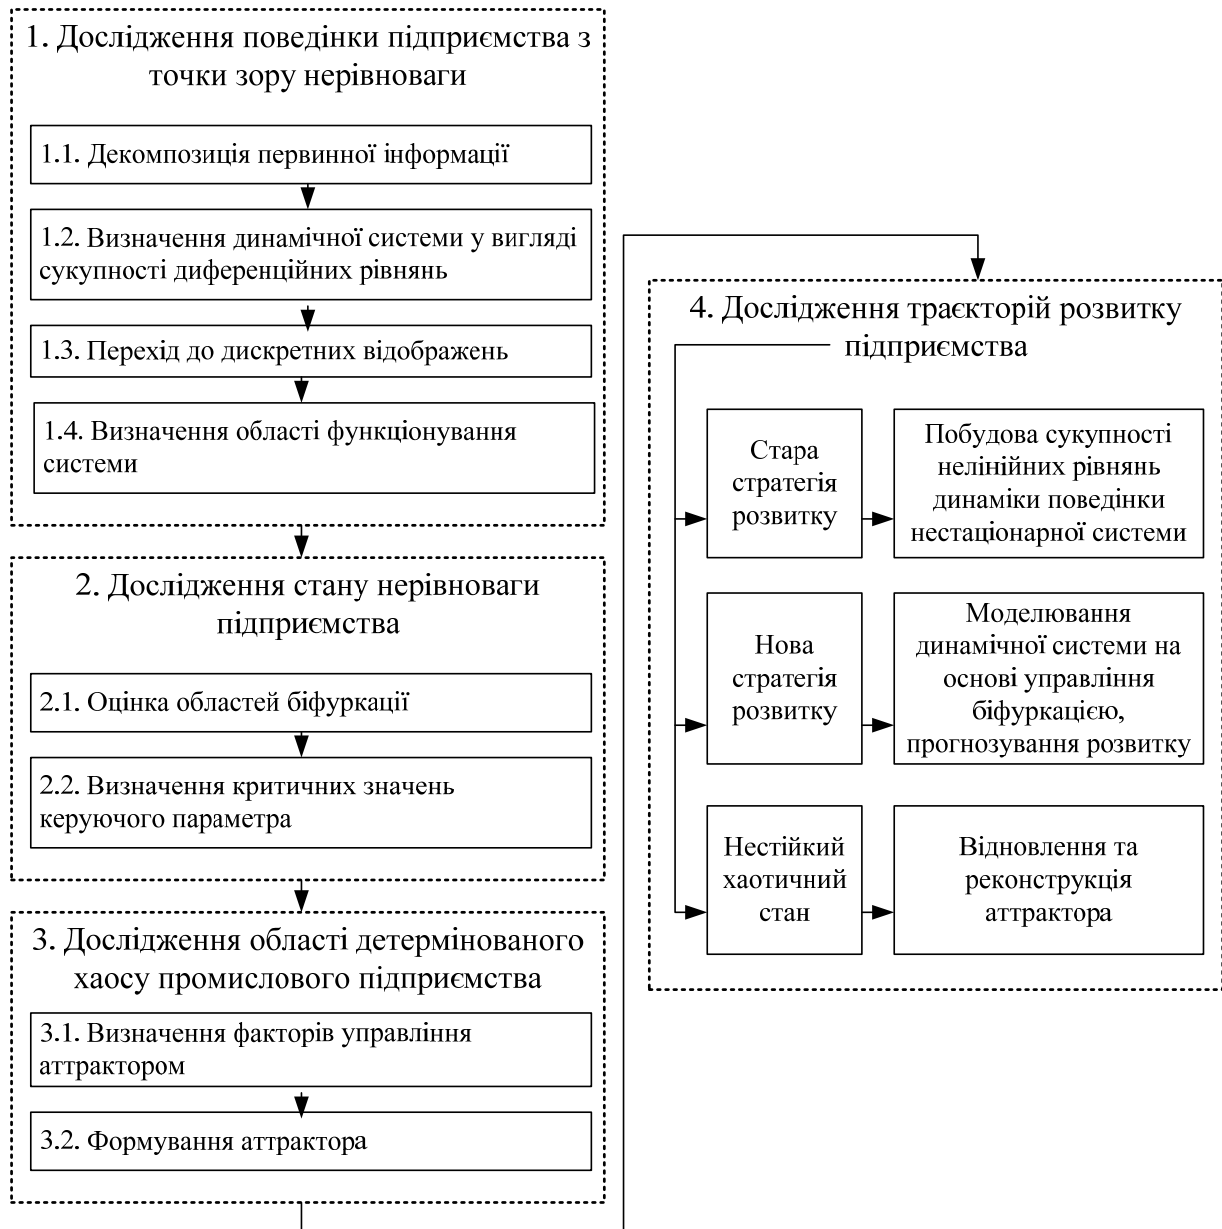 1. Дослідження поведінки підприємства з
точки зору нерівноваги
1.1. Декомпозиція первинної інформації
1.2. Визначення динамічної системи у вигляді
сукупності диференційних рівнянь
1.3. Перехід до дискретних відображень
1.4. Визначення області функціонування
системи
2. Дослідження стану нерівноваги
підприємства
2.1. Оцінка областей біфуркації
2.2. Визначення критичних значень
керуючого параметра
3. Дослідження області детермінованого
хаосу промислового підприємства
3.1. Визначення факторів управління
аттрактором
3.2. Формування аттрактора
4. Дослідження траєкторій розвитку
підприємства
Стара
стратегія
розвитку
Побудова сукупності
нелінійних рівнянь
динаміки поведінки
нестаціонарної системи
Нова
стратегія
розвитку
Моделювання
динамічної системи на
основі управління
біфуркацією,
прогнозування розвитку
Нестійкий
хаотичний
стан
Відновлення та
реконструкція
аттрактора